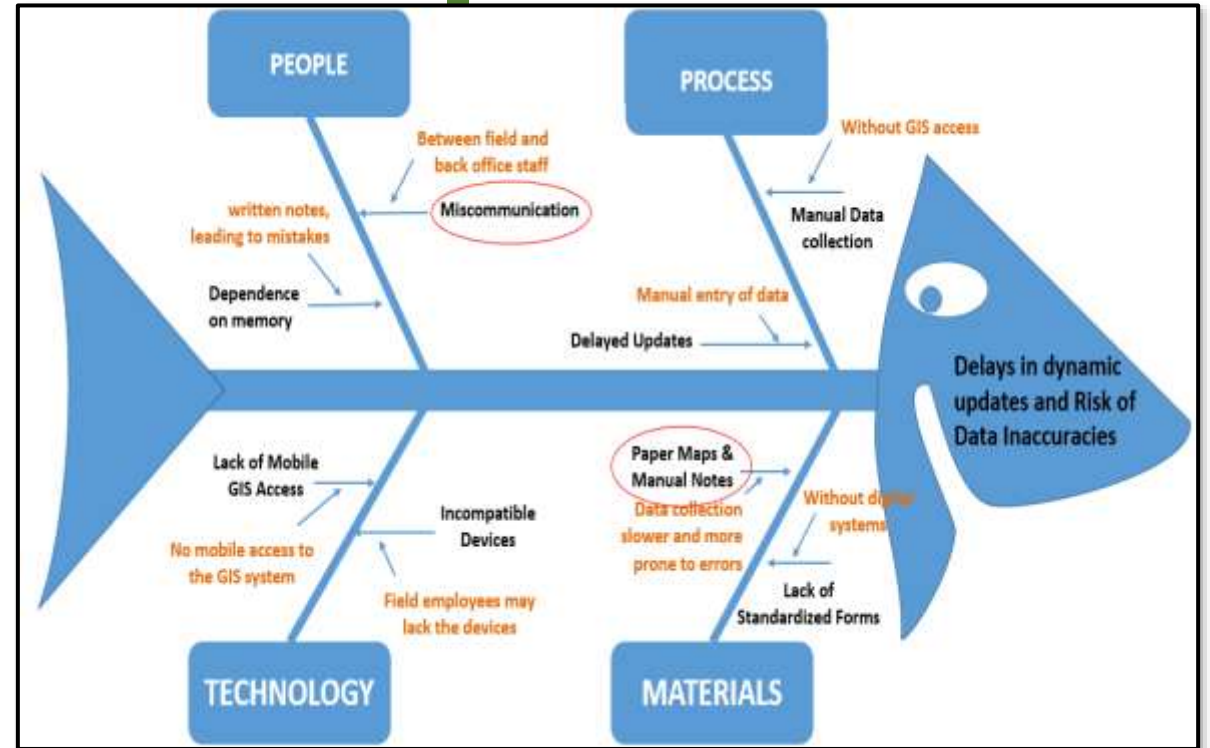 PEOPLE
PROCESS
Between field and
back office staff
Miscommunication
written notes,
leading to mistakes
Dependence
on memory
Without GIS access
Manual Data
collection
Manual entry of data
Delayed Updates
Delays in dynamic
updates and Risk of
Data Inaccuracies
Lack of Mobile
GIS Access
No mobile access to
the GIS system
Incompatible
Devices
Field employees may
lack the devices
Paper Maps &
Manual Notes
Data collection
slower and more
prone to errors
Without digital
systems
Lack of
Standardized Forms
TECHNOLOGY
MATERIALS